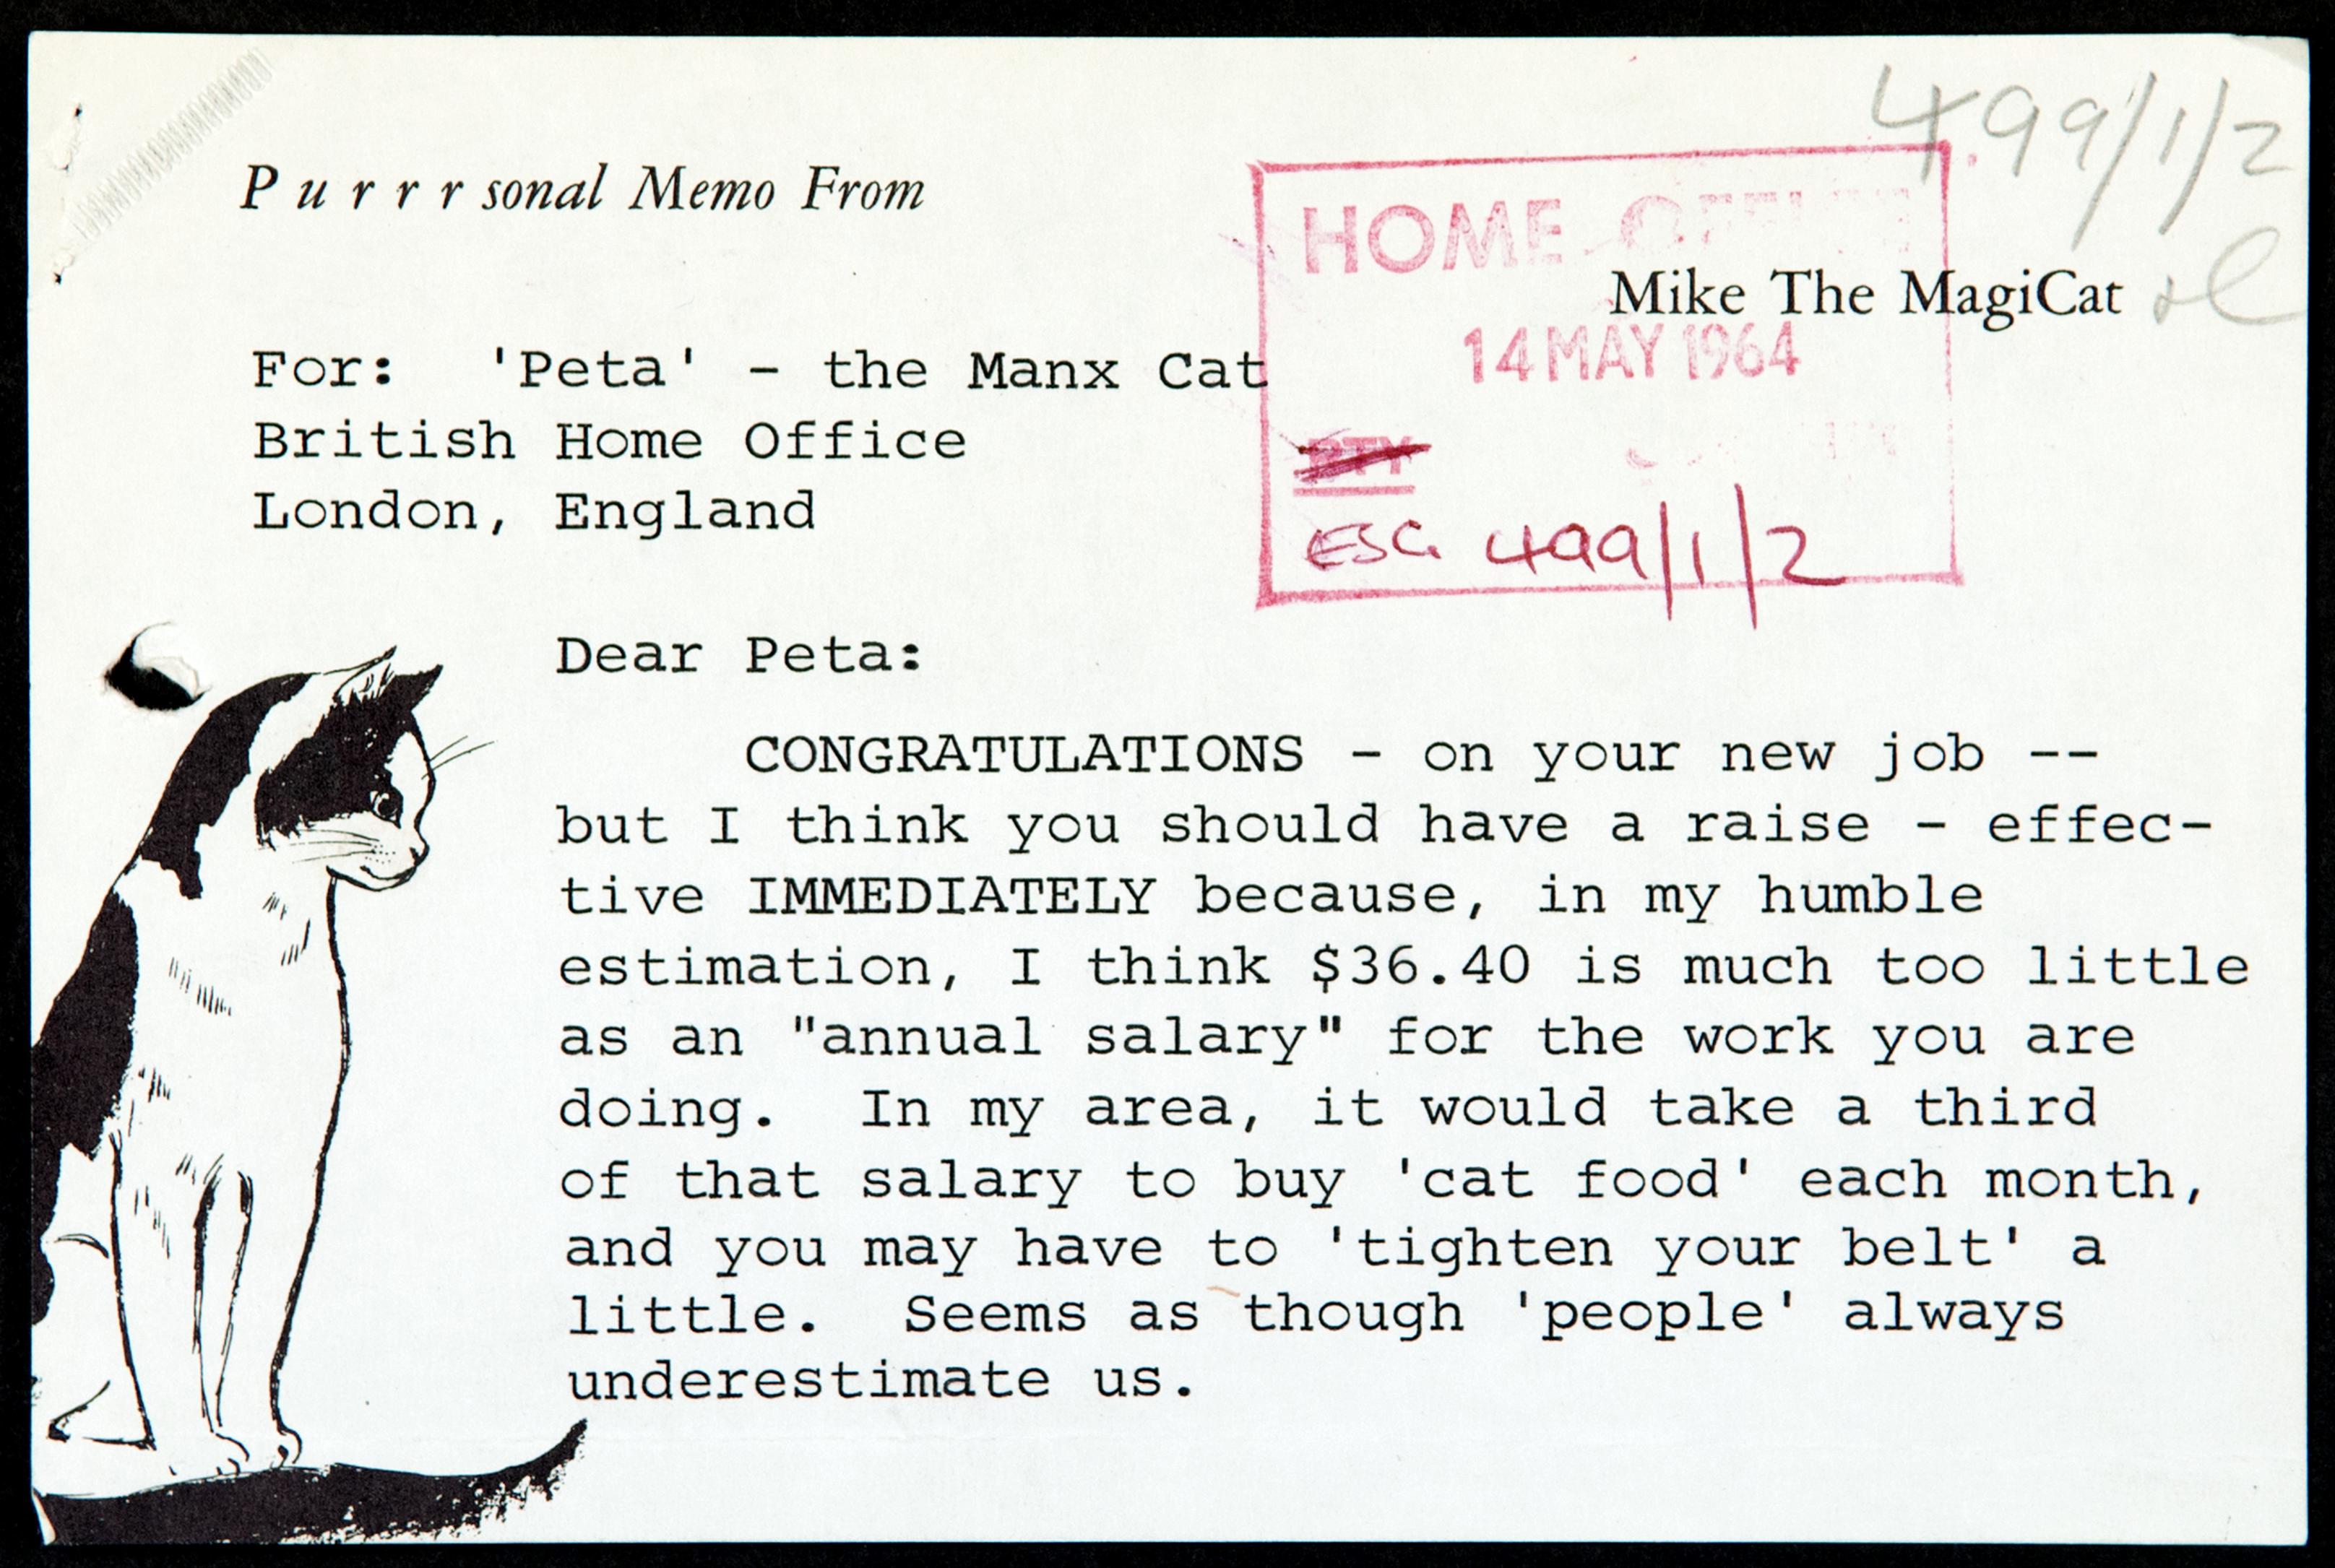 499/1/2
P u r r r sonal Memo From
HOME
Mike The MagiCat
14 MAY 1964
For: 'Peta' - the Manx Cat
British Home Office
London, England
ESG 499/1/2
Dear Peta:
CONGRATULATIONS - on your new job --
but I think you should have a raise - effec-
tive IMMEDIATELY because, in my humble
estimation, I think $36.40 is much too little
as an "annual salary" for the work you are
doing. In my area, it would take a third
of that salary to buy 'cat food' each month,
and you may have to 'tighten your belt' a
little. Seems as though 'people' always
underestimate us.